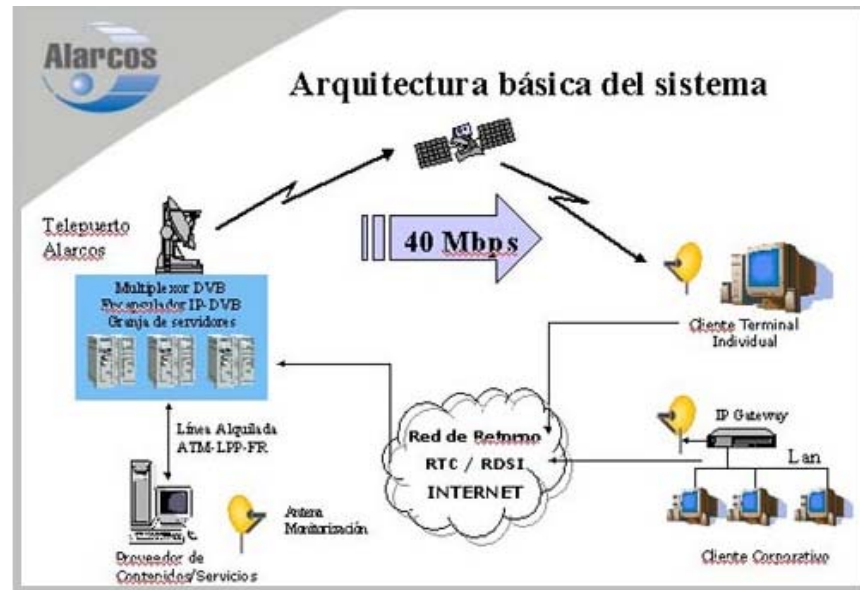 Alarcos
Arquitectura básica del sistema
Telepuerto
Alarcos
40 Mbps
Multiplexor DVB
Encapsulador IP-DVB
Granja de servidores
Cliente Terminal
Individual
Línea Alquilada
ATM-LPP-FR
Red de Retorno
RTC / RDSI
INTERNET
IP Gateway
Lan
Antena
Monitorización
Proveedor de
Contenidos/Servicios
Cliente Corporativo